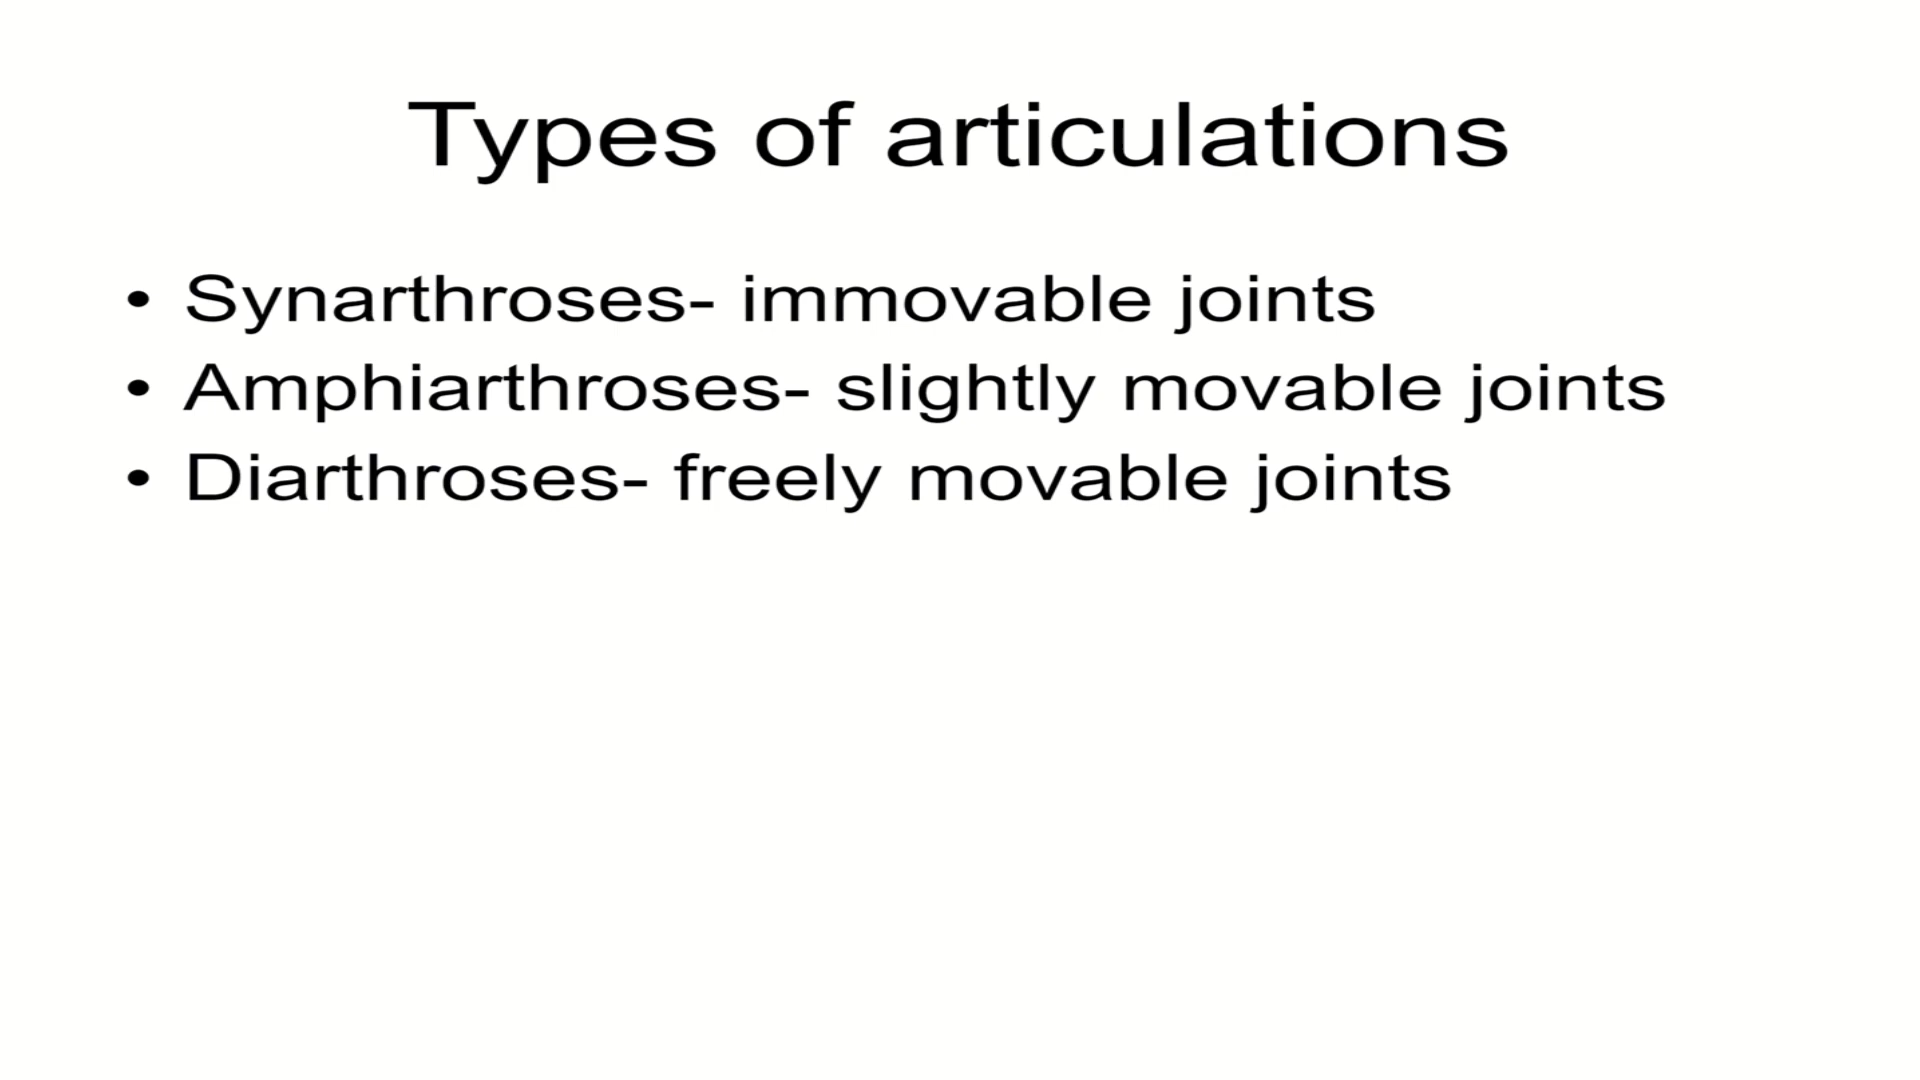 Types of articulations
• Synarthroses- immovable joints
• Amphiarthroses- slightly movable joints
• Diarthroses- freely movable joints